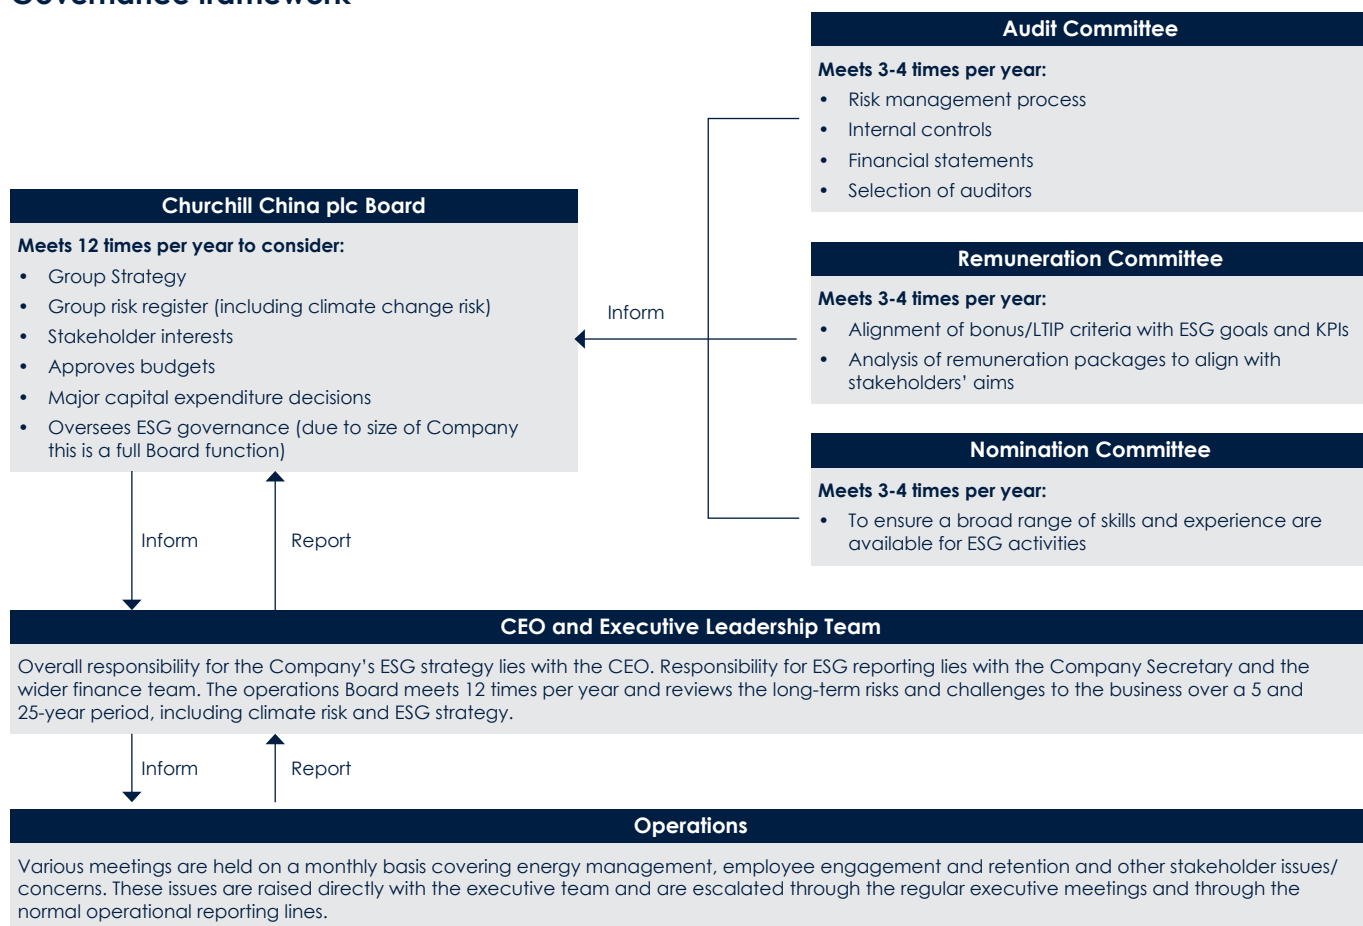 Governance framework
Audit Committee
Meets 3-4 times per year:
• Risk management process
• Internal controls
• Financial statements
• Selection of auditors
Churchill China plc Board
Meets 12 times per year to consider:
• Group Strategy
• Group risk register (including climate change risk)
• Stakeholder interests
• Approves budgets
• Major capital expenditure decisions
• Oversees ESG governance (due to size of Company
this is a full Board function)
Inform
Remuneration Committee
Meets 3-4 times per year:
• Alignment of bonus/LTIP criteria with ESG goals and KPIs
• Analysis of remuneration packages to align with
stakeholders’ aims
Nomination Committee
Meets 3-4 times per year:
• To ensure a broad range of skills and experience are
available for ESG activities
Inform
Report
CEO and Executive Leadership Team
Overall responsibility for the Company’s ESG strategy lies with the CEO. Responsibility for ESG reporting lies with the Company Secretary and the
wider finance team. The operations Board meets 12 times per year and reviews the long-term risks and challenges to the business over a 5 and
25-year period, including climate risk and ESG strategy.
Inform
Report
Operations
Various meetings are held on a monthly basis covering energy management, employee engagement and retention and other stakeholder issues/
concerns. These issues are raised directly with the executive team and are escalated through the regular executive meetings and through the
normal operational reporting lines.